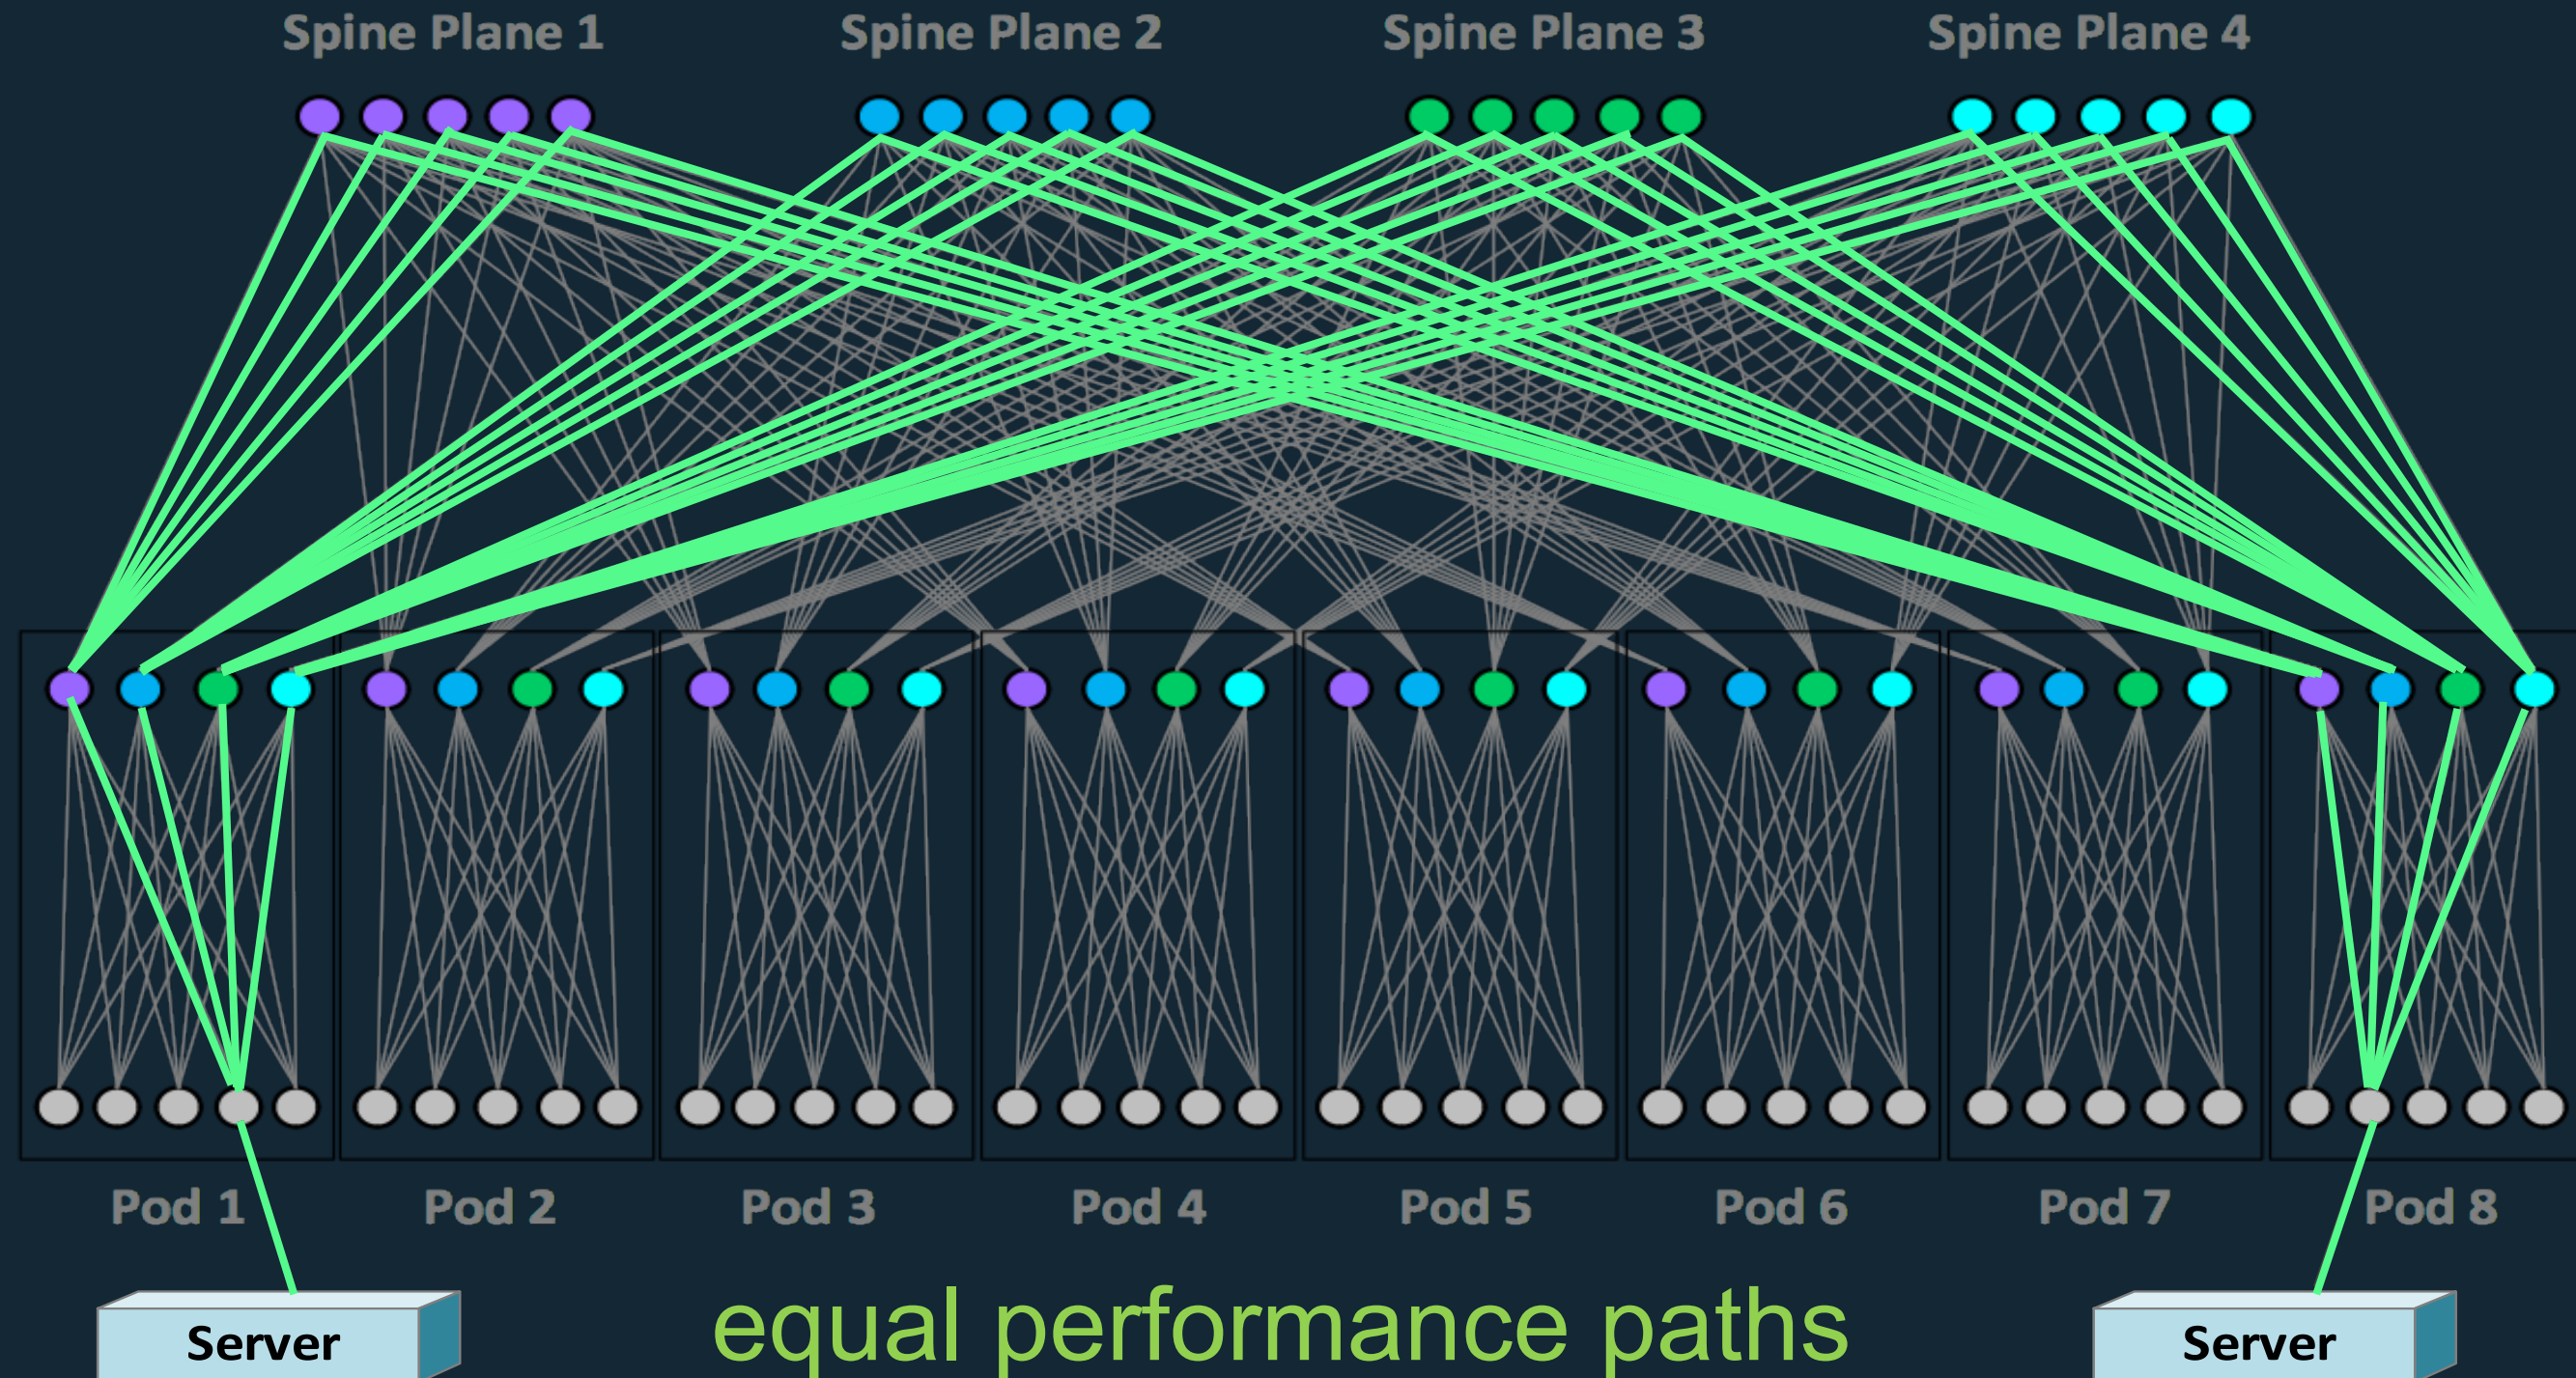 Spine Plane 1
Spine Plane 2
Spine Plane 3
Spine Plane 4
Pod 1
Pod 2
Pod 3
Pod 4
Pod 5
Pod 6
Pod 7
Pod 8
Server
equal performance paths
Server